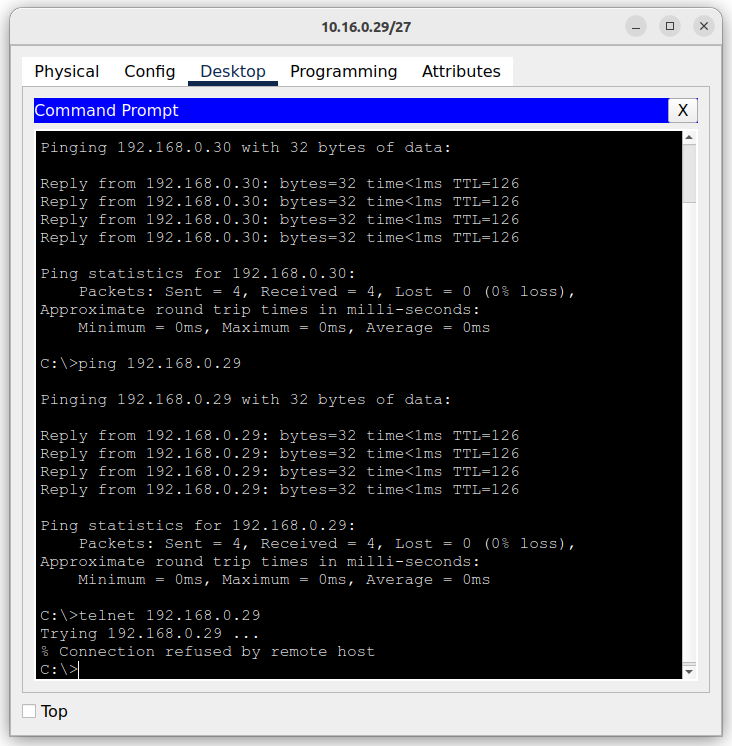 10.16.0.29/27
Physical Config Desktop Programming Attributes
Command Prompt X
Pinging 192.168.0.30 with 32 bytes of data:
Reply from 192.168.0.30: bytes=32 time<1ms TTL=126
Reply from 192.168.0.30: bytes=32 time<1ms TTL=126
Reply from 192.168.0.30: bytes=32 time<1ms TTL=126
Reply from 192.168.0.30: bytes=32 time<1ms TTL=126
Ping statistics for 192.168.0.30:
Packets: Sent = 4, Received = 4, Lost = 0 (0% loss),
Approximate round trip times in milli-seconds:
Minimum = 0ms, Maximum = 0ms, Average = 0ms
C:\>ping 192.168.0.29
Pinging 192.168.0.29 with 32 bytes of data:
Reply from 192.168.0.29: bytes=32 time<1ms TTL=126
Reply from 192.168.0.29: bytes=32 time<1ms TTL=126
Reply from 192.168.0.29: bytes=32 time<1ms TTL=126
Reply from 192.168.0.29: bytes=32 time<1ms TTL=126
Ping statistics for 192.168.0.29:
Packets: Sent = 4, Received = 4, Lost = 0 (0% loss),
Approximate round trip times in milli-seconds:
Minimum = 0ms, Maximum = 0ms, Average = 0ms
C:\>telnet 192.168.0.29
Trying 192.168.0.29 ...
% Connection refused by remote host
C:\>
Top